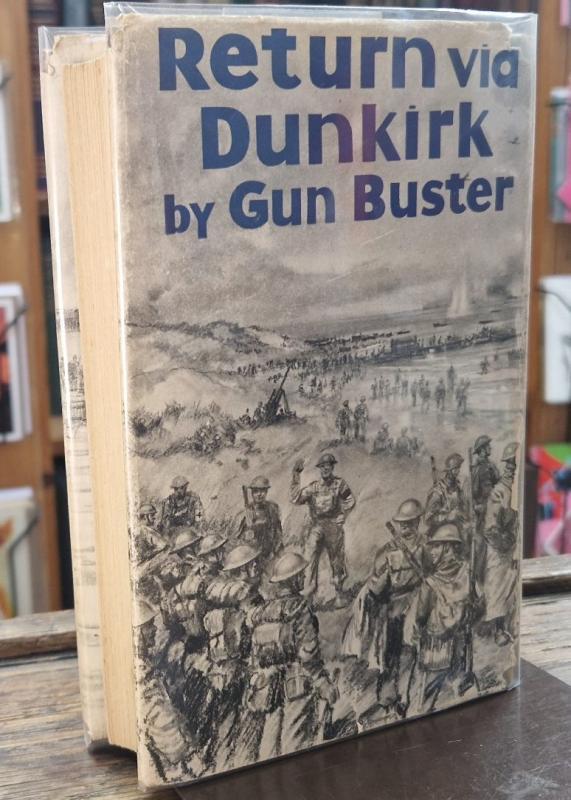 Return via
Dunkirk
by Gun Buster